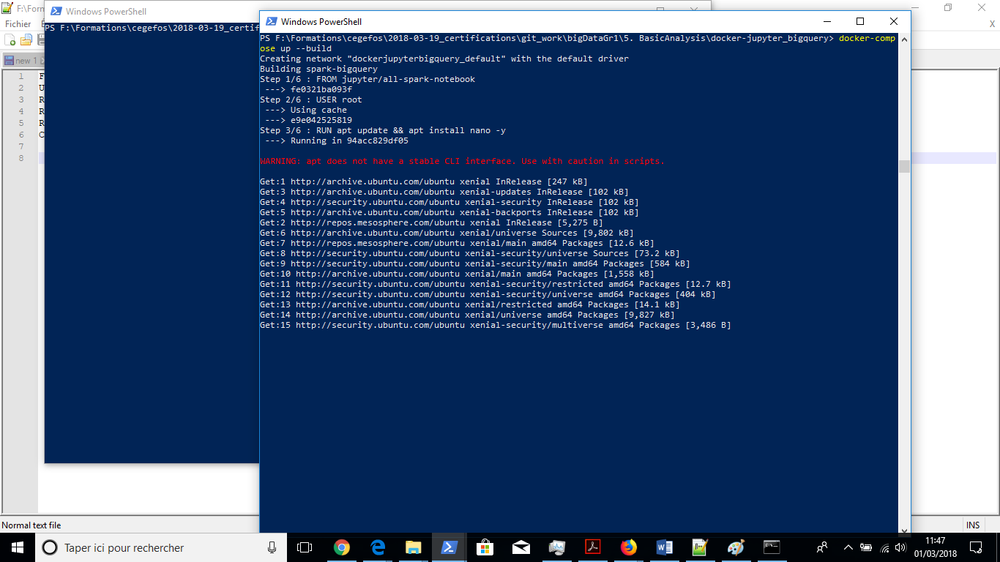 F:\Form
Fichier
É
new 1
1
2
3
4
5
6
7
8
F
U
R
R
R
C
X
Windows PowerShell
PS F:\Formations\cegefos\2018-03-19_certif
Windows PowerShell
PS F:\Formations\cegefos\2018-03-19_certifications\git_work\bigDataGr1\5. BasicAnalysis\docker-jupyter_bigquery> docker-comp
ose up --build
Creating network "dockerjupyterbigquery_default" with the default driver
Building spark-bigquery
Step 1/6 : FROM jupyter/all-spark-notebook
 ---> fe0321ba093f
Step 2/6 : USER root
 ---> Using cache
 ---> e9e042525819
Step 3/6 : RUN apt update && apt install nano -y
 ---> Running in 94acc829df05
WARNING: apt does not have a stable CLI interface. Use with caution in scripts.
Get:1 http://archive.ubuntu.com/ubuntu xenial InRelease [247 kB]
Get:3 http://archive.ubuntu.com/ubuntu xenial-updates InRelease [102 kB]
Get:4 http://security.ubuntu.com/ubuntu xenial-security InRelease [102 kB]
Get:5 http://archive.ubuntu.com/ubuntu xenial-backports InRelease [102 kB]
Get:2 http://repos.mesosphere.com/ubuntu xenial InRelease [5,275 B]
Get:6 http://archive.ubuntu.com/ubuntu xenial/universe Sources [9,802 kB]
Get:7 http://repos.mesosphere.com/ubuntu xenial/main amd64 Packages [12.6 kB]
Get:8 http://security.ubuntu.com/ubuntu xenial-security/universe Sources [73.2 kB]
Get:9 http://security.ubuntu.com/ubuntu xenial-security/main amd64 Packages [584 kB]
Get:10 http://archive.ubuntu.com/ubuntu xenial/main amd64 Packages [1,558 kB]
Get:11 http://security.ubuntu.com/ubuntu xenial-security/restricted amd64 Packages [12.7 kB]
Get:12 http://security.ubuntu.com/ubuntu xenial-security/universe amd64 Packages [404 kB]
Get:13 http://archive.ubuntu.com/ubuntu xenial/restricted amd64 Packages [14.1 kB]
Get:14 http://archive.ubuntu.com/ubuntu xenial/universe amd64 Packages [9,827 kB]
Get:15 http://security.ubuntu.com/ubuntu xenial-security/multiverse amd64 Packages [3,486 B]
Normal text file
INS
Taper ici pour rechercher
11:47
01/03/2018